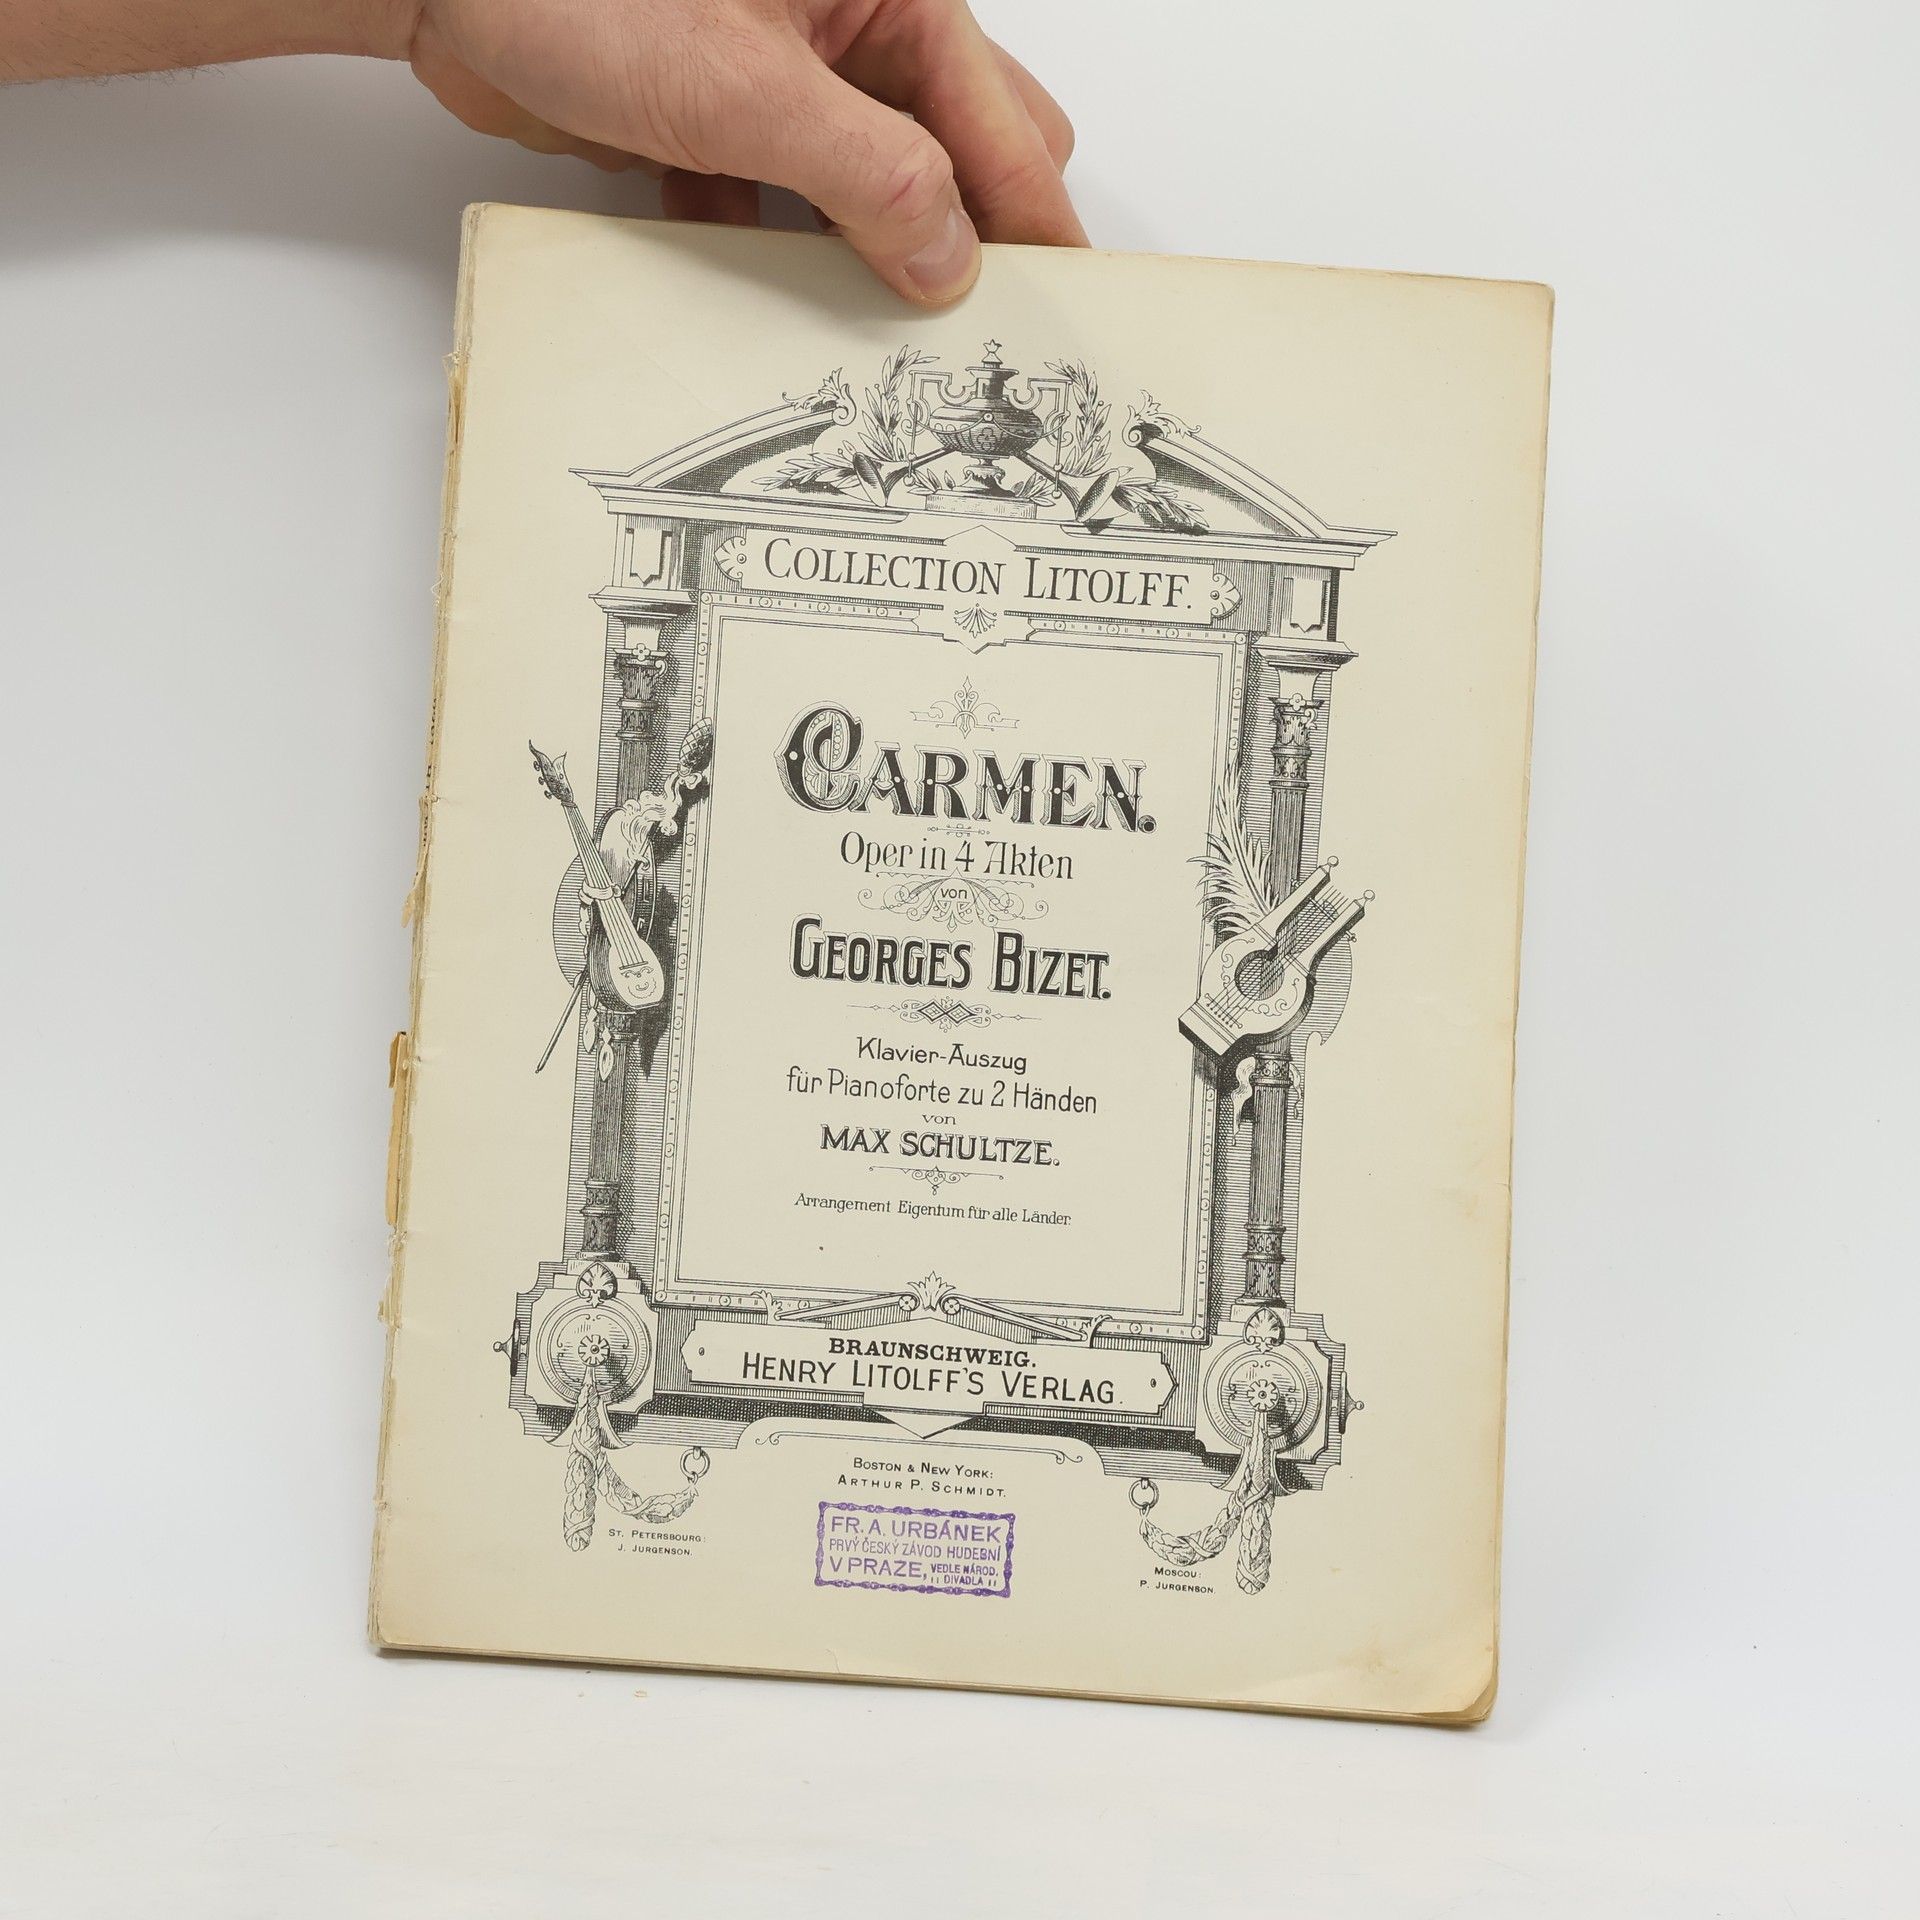 COLLECTION LITOLFF.
CARMEN.
Oper in 4 Akten
von
GEORGES BIZET.
Klavier-Auszug
für Pianoforte zu 2 Händen
von
MAX SCHULTZE.
Arrangement Eigentum für alle Länder.
BRAUNSCHWEIG.
HENRY LITOLFF'S VERLAG.
BOSTON & NEW YORK:
ARTHUR P. SCHMIDT.
ST. PETERSBOURG:
J. JURGENSON.
FR. A. URBÁNEK
PRVÝ ČESKÝ ZÁVOD HUDEBNÍ
V PRAZE, VEDLE NÁROD.
DIVADLA
MOSCOU:
P. JURGENSON.